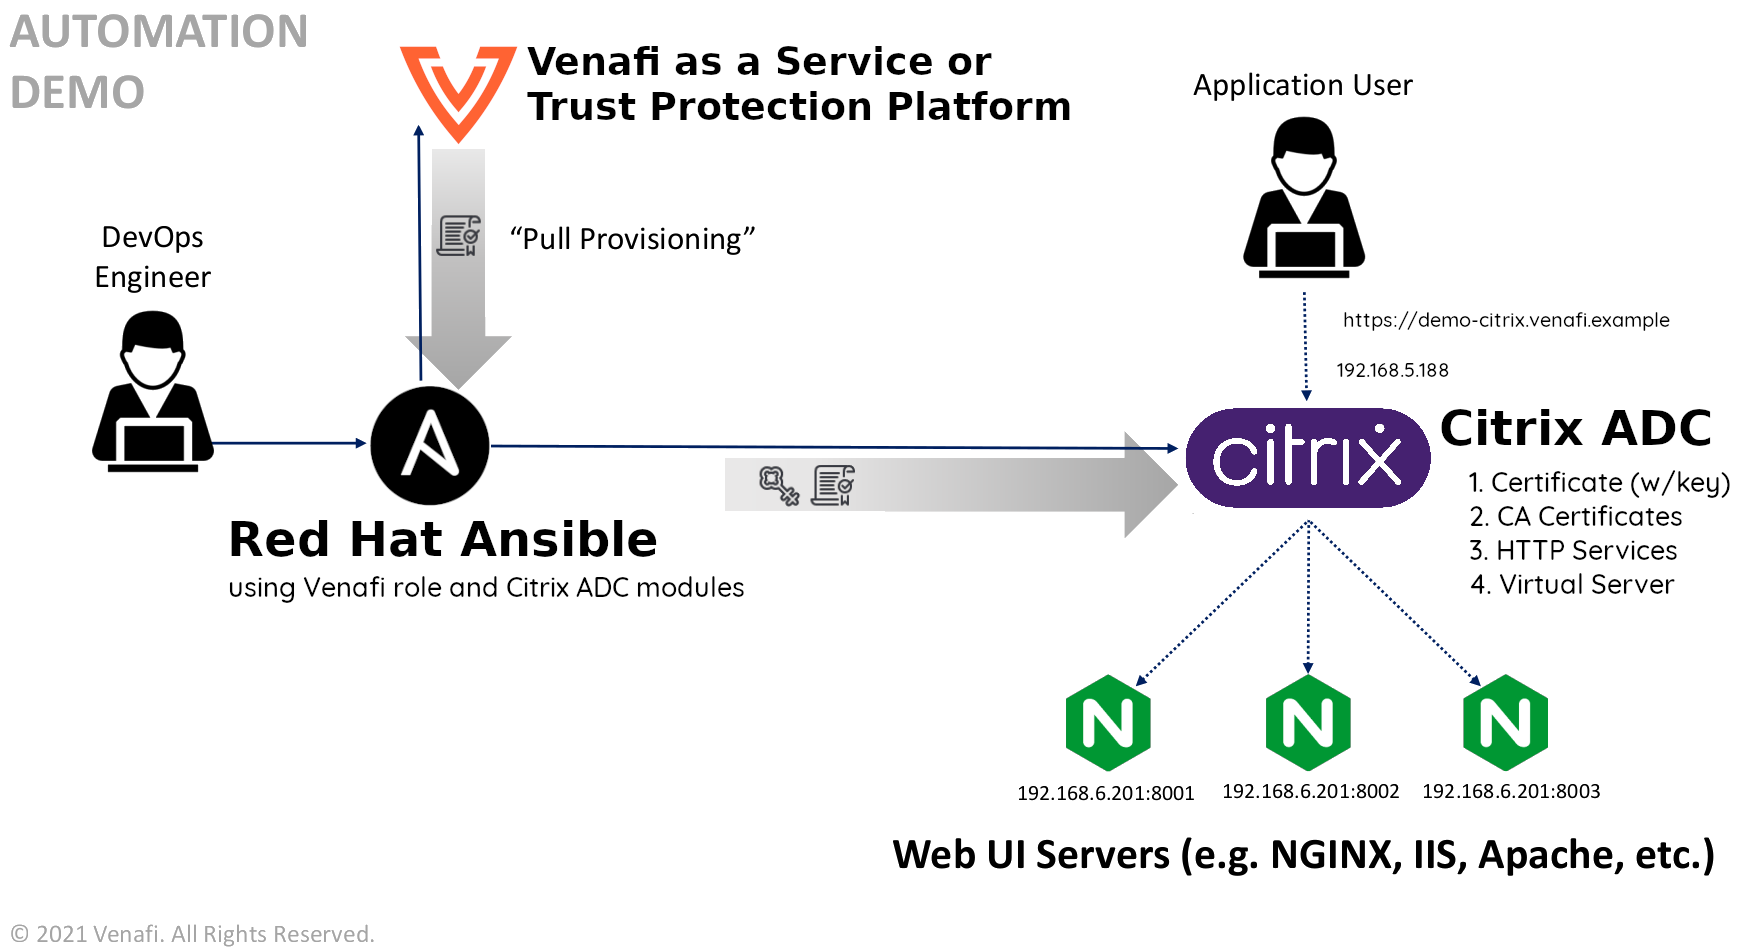 AUTOMATION
DEMO
Venafi as a Service or
Trust Protection Platform
Application User
DevOps
Engineer
“Pull Provisioning”
https://demo-citrix.venafi.example
192.168.5.188
citrix
Citrix ADC
1. Certificate (w/key)
2. CA Certificates
3. HTTP Services
4. Virtual Server
Red Hat Ansible
using Venafi role and Citrix ADC modules
N N N
192.168.6.201:8001 192.168.6.201:8002 192.168.6.201:8003
Web UI Servers (e.g. NGINX, IIS, Apache, etc.)
© 2021 Venafi. All Rights Reserved.